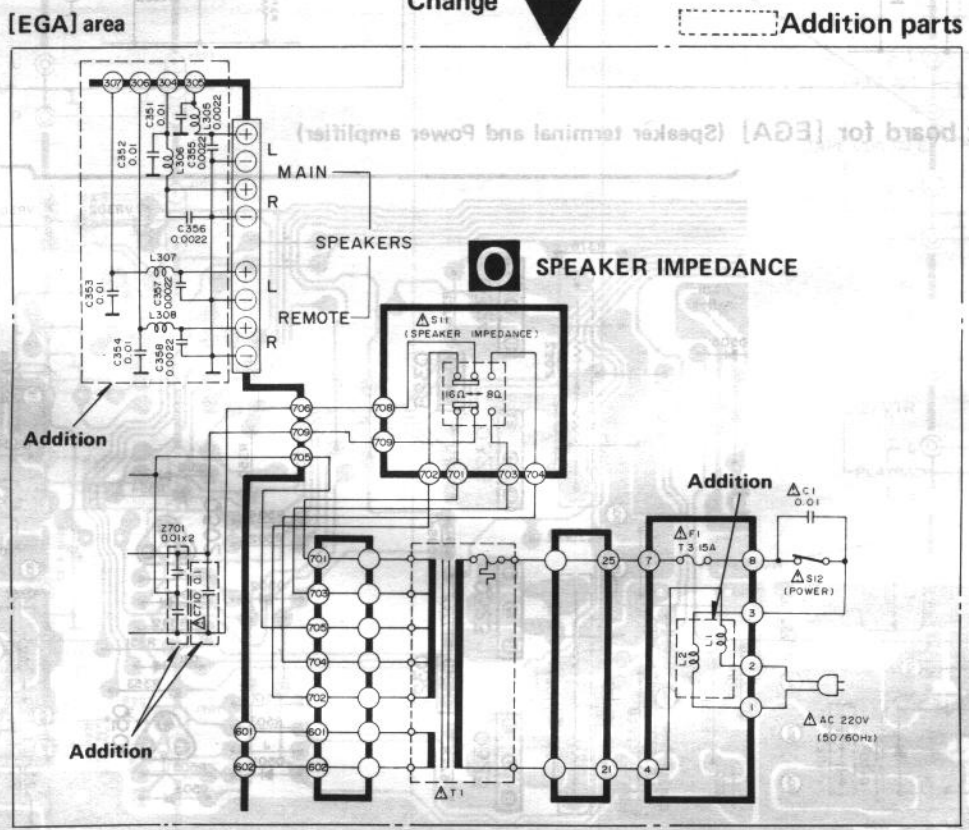 Change
[EGA] area
Addition parts
307 306 304 305
C351 0.01
L305
0.0022
C352 0.01
L306
C355 0.0022
L
MAIN
R
C356
0.0022
SPEAKERS
L307
C353 0.01
C357 0.0022
L
L308
REMOTE
C354 0.01
C358 0.0022
R
board for [EGA] (Speaker terminal and Power amplifier)
O SPEAKER IMPEDANCE
S11
(SPEAKER IMPEDANCE)
16Ω 8Ω
706 708
709 709
705
702 701 703 704
Addition
Addition
C1
0.01
Z701
0.01x2
C710 0.1
F1
T 3.15A
701 25 7 8
S12
(POWER)
703
3
705
L2 L1
704 2
702 1
AC 220V
(50/60Hz)
Addition
601 601
602 602 21 4
T1